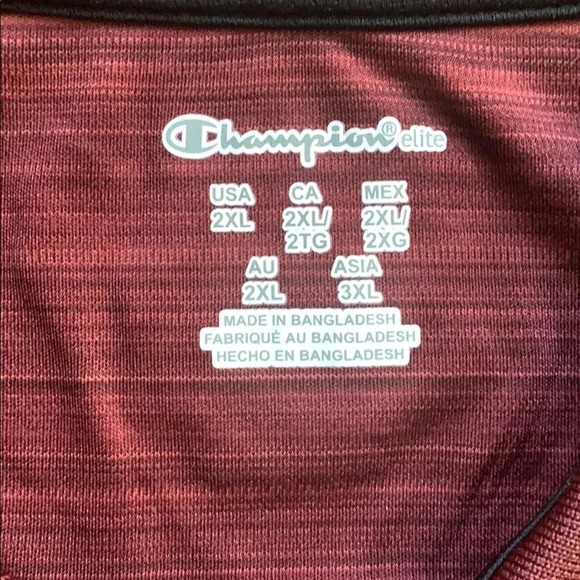 Champion® elite
USA CA MEX
2XL 2XL/ 2XL/
2TG 2XG
AU ASIA
2XL 3XL
MADE IN BANGLADESH
FABRIQUÉ AU BANGLADESH
HECHO EN BANGLADESH